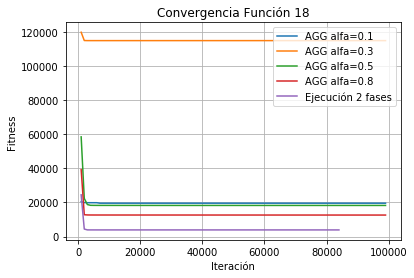 Convergencia Función 18
Fitness
120000
100000
80000
60000
40000
20000
0
AGG alfa=0.1
AGG alfa=0.3
AGG alfa=0.5
AGG alfa=0.8
Ejecución 2 fases
0
20000
40000
60000
80000
100000
Iteración